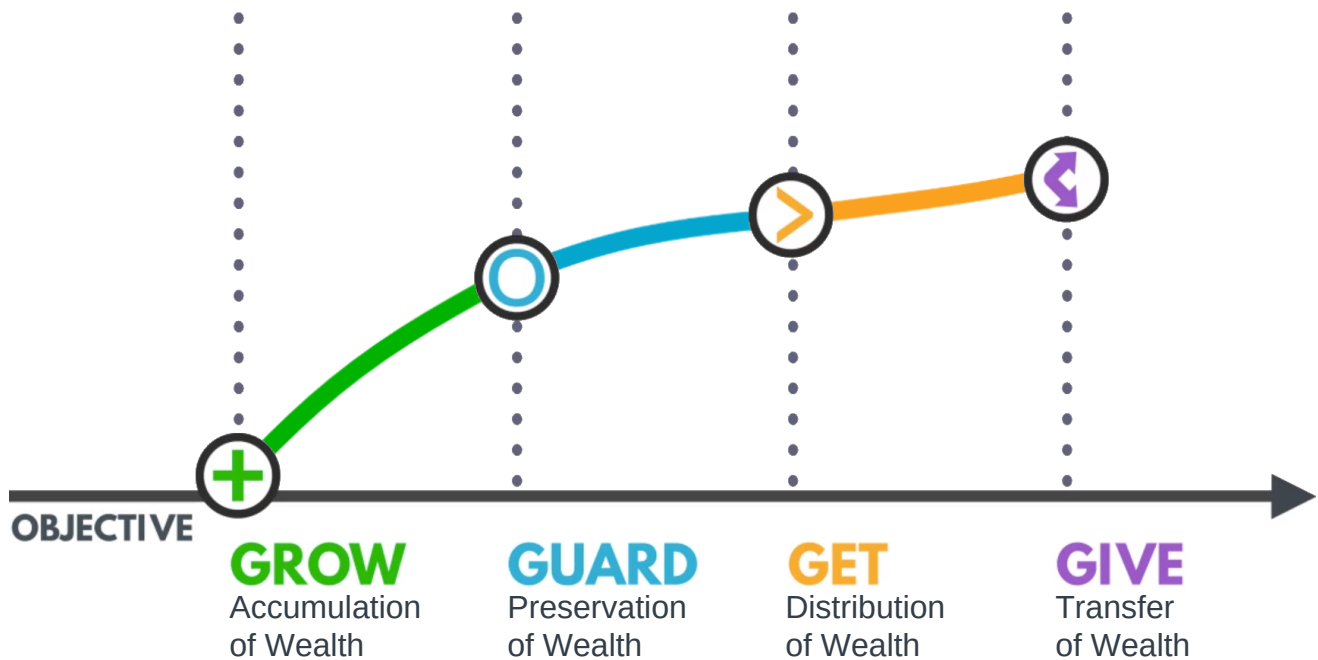 OBJECTIVE
GROW
Accumulation
of Wealth
GUARD
Preservation
of Wealth
GET
Distribution
of Wealth
GIVE
Transfer
of Wealth